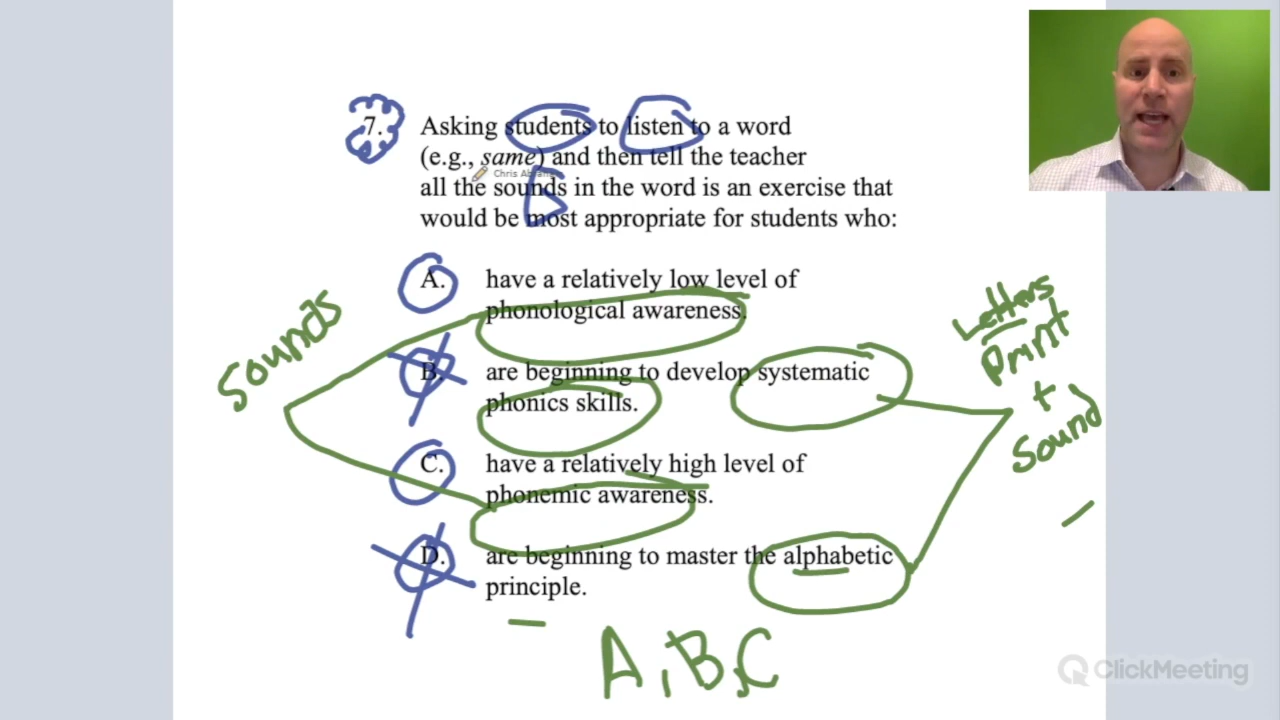 7. Asking students to listen to a word
(e.g., same) and then tell the teacher
Chris Abr
all the sounds in the word is an exercise that
would be most appropriate for students who:
A. have a relatively low level of
phonological awareness.
B. are beginning to develop systematic
phonics skills.
C. have a relatively high level of
phonemic awareness.
D. are beginning to master the alphabetic
principle.
Sounds
Letters
Print
+
Sound
A, B, C
ClickMeeting